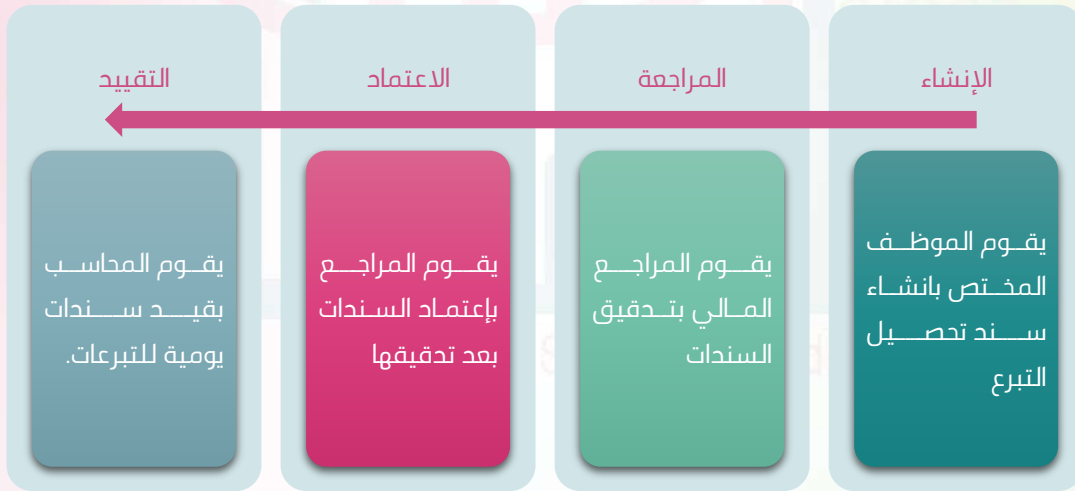 الإنشاء
المراجعة
الاعتماد
التقييد
يقوم الموظف
المختص بانشاء
سند تحصيل
التبرع
يقوم المراجع
المالي بتدقيق
السندات
يقوم المراجع
بإعتماد السندات
بعد تدقيقها
يقوم المحاسب
بقيد سندات
يومية للتبرعات.